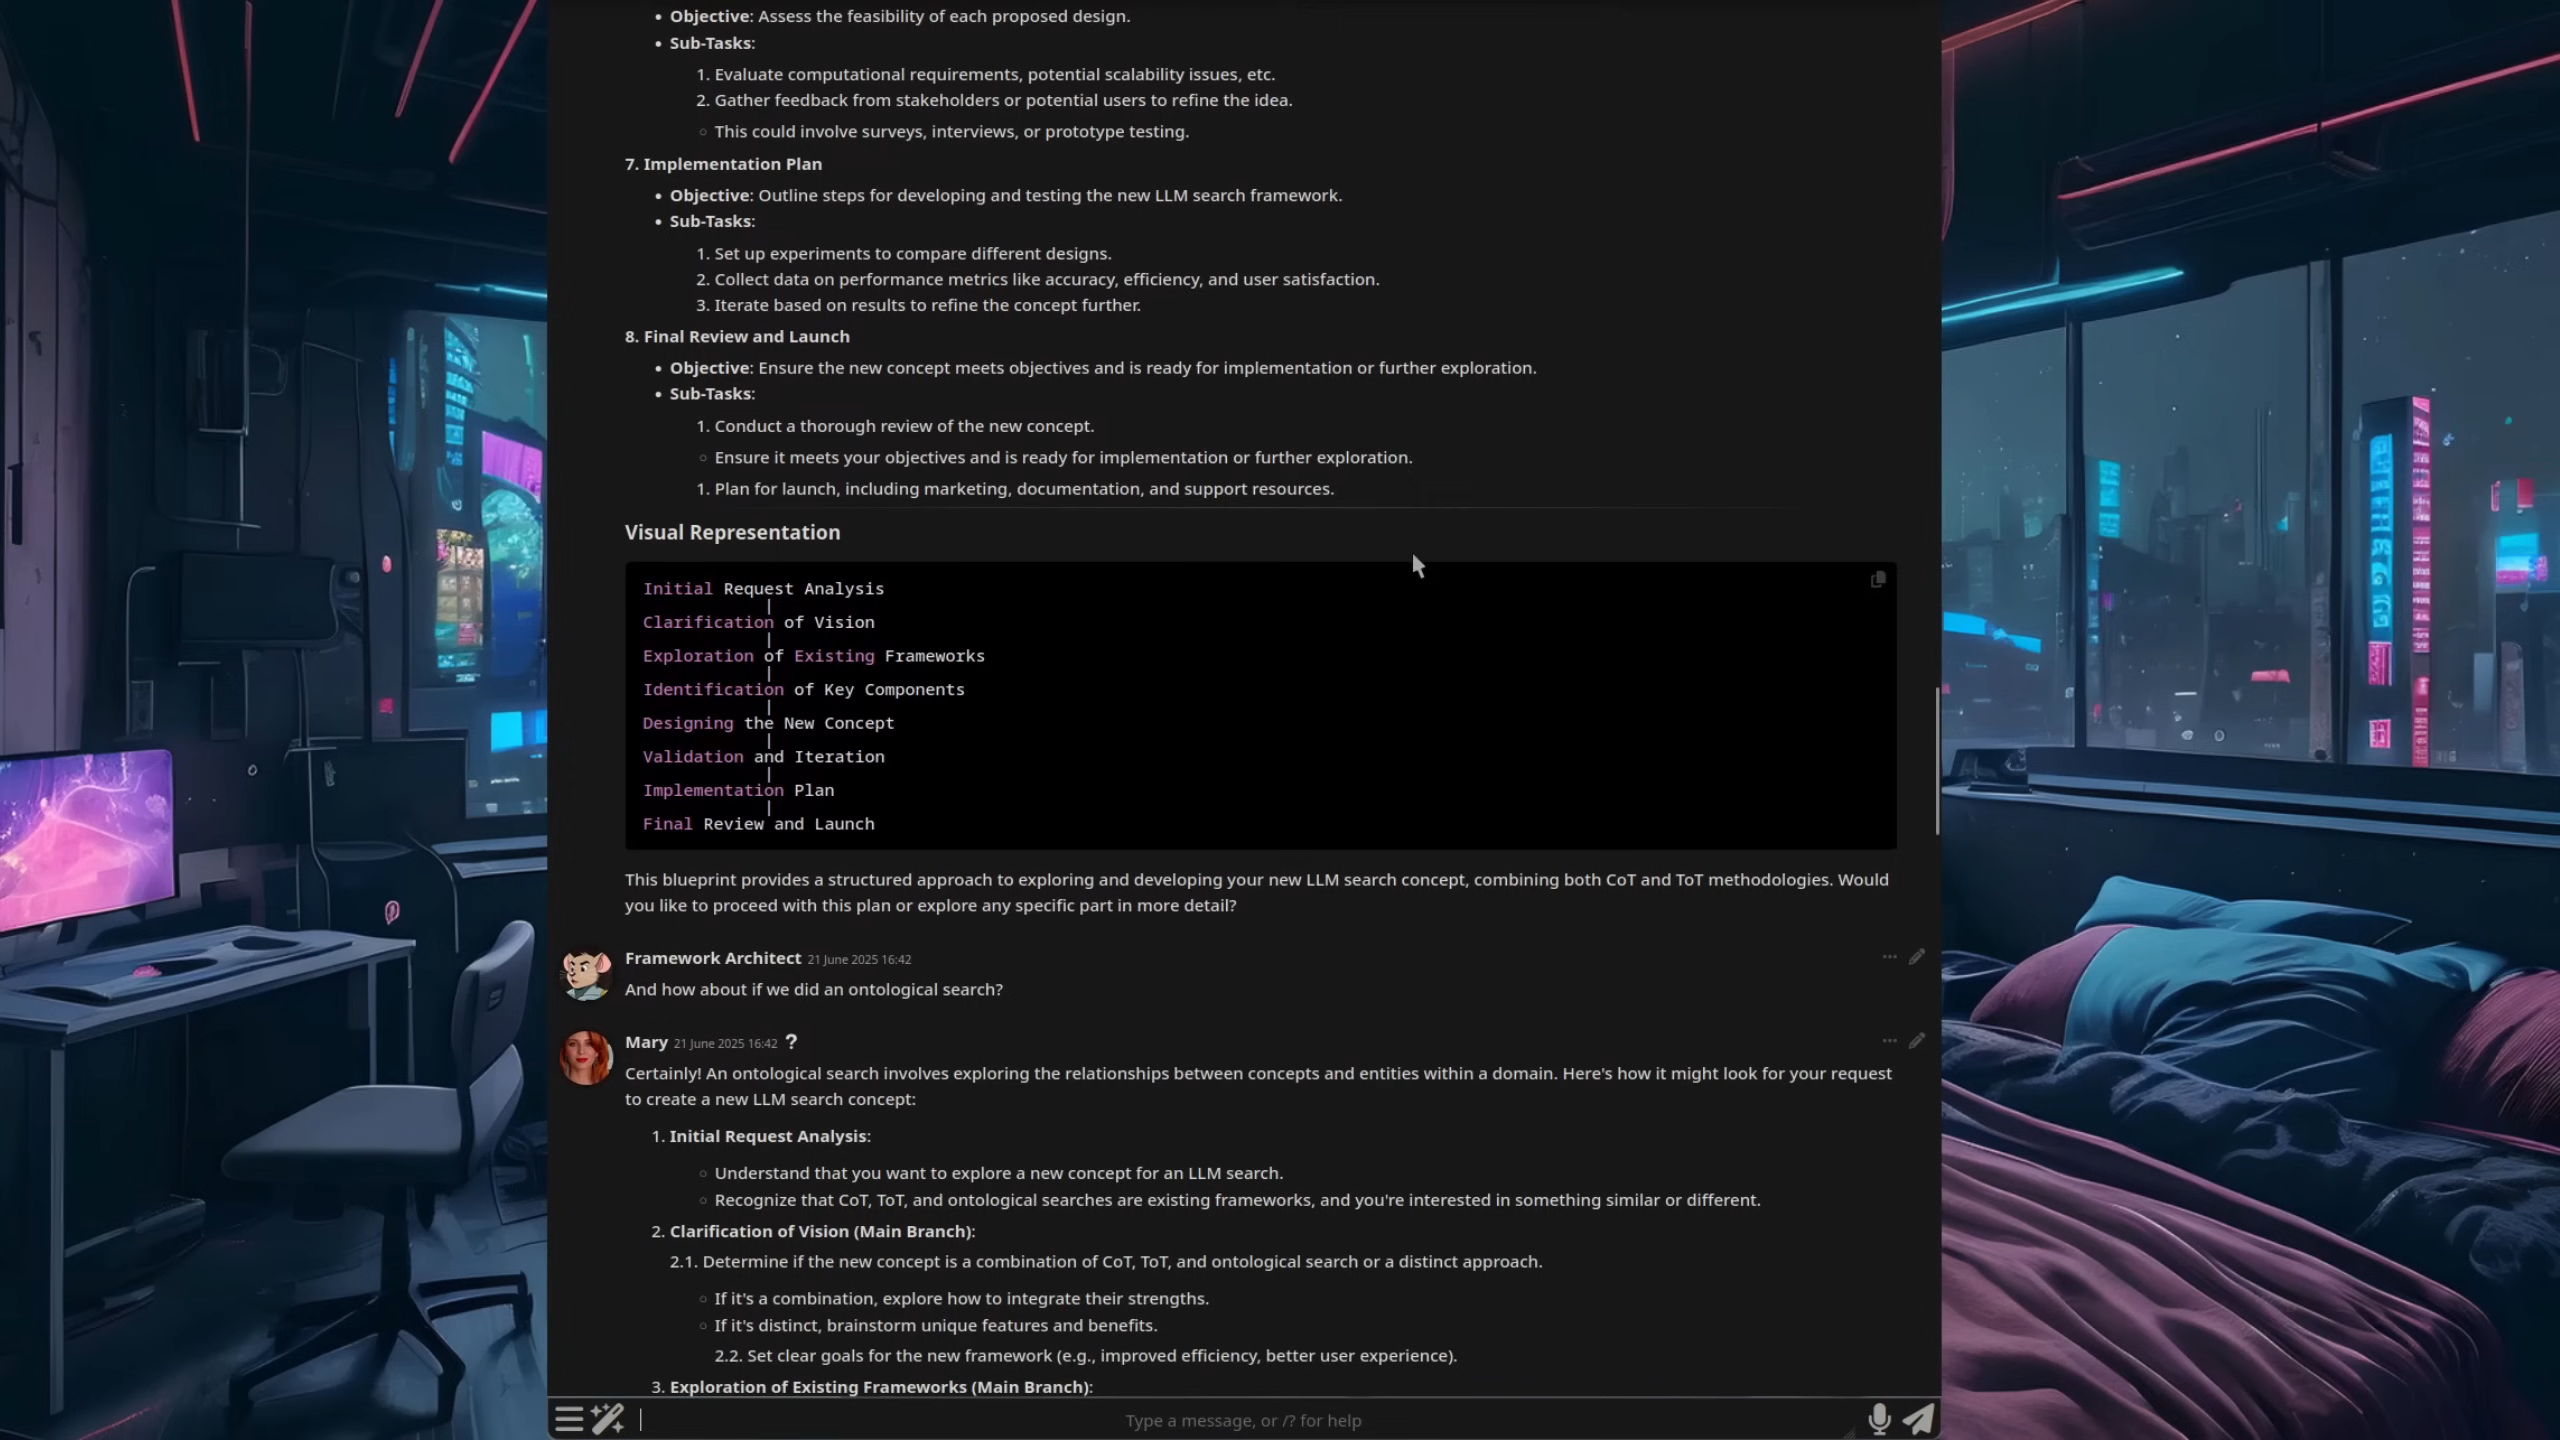 • Objective: Assess the feasibility of each proposed design.
• Sub-Tasks:
1. Evaluate computational requirements, potential scalability issues, etc.
2. Gather feedback from stakeholders or potential users to refine the idea.
◦ This could involve surveys, interviews, or prototype testing.
7. Implementation Plan
• Objective: Outline steps for developing and testing the new LLM search framework.
• Sub-Tasks:
1. Set up experiments to compare different designs.
2. Collect data on performance metrics like accuracy, efficiency, and user satisfaction.
3. Iterate based on results to refine the concept further.
8. Final Review and Launch
• Objective: Ensure the new concept meets objectives and is ready for implementation or further exploration.
• Sub-Tasks:
1. Conduct a thorough review of the new concept.
◦ Ensure it meets your objectives and is ready for implementation or further exploration.
1. Plan for launch, including marketing, documentation, and support resources.
Visual Representation
Initial Request Analysis
|
Clarification of Vision
|
Exploration of Existing Frameworks
|
Identification of Key Components
|
Designing the New Concept
|
Validation and Iteration
|
Implementation Plan
|
Final Review and Launch
This blueprint provides a structured approach to exploring and developing your new LLM search concept, combining both CoT and ToT methodologies. Would
you like to proceed with this plan or explore any specific part in more detail?
Framework Architect 21 June 2025 16:42
And how about if we did an ontological search?
Mary 21 June 2025 16:42 ?
Certainly! An ontological search involves exploring the relationships between concepts and entities within a domain. Here's how it might look for your request
to create a new LLM search concept:
1. Initial Request Analysis:
◦ Understand that you want to explore a new concept for an LLM search.
◦ Recognize that CoT, ToT, and ontological searches are existing frameworks, and you're interested in something similar or different.
2. Clarification of Vision (Main Branch):
2.1. Determine if the new concept is a combination of CoT, ToT, and ontological search or a distinct approach.
◦ If it's a combination, explore how to integrate their strengths.
◦ If it's distinct, brainstorm unique features and benefits.
2.2. Set clear goals for the new framework (e.g., improved efficiency, better user experience).
3. Exploration of Existing Frameworks (Main Branch):
Type a message, or /? for help